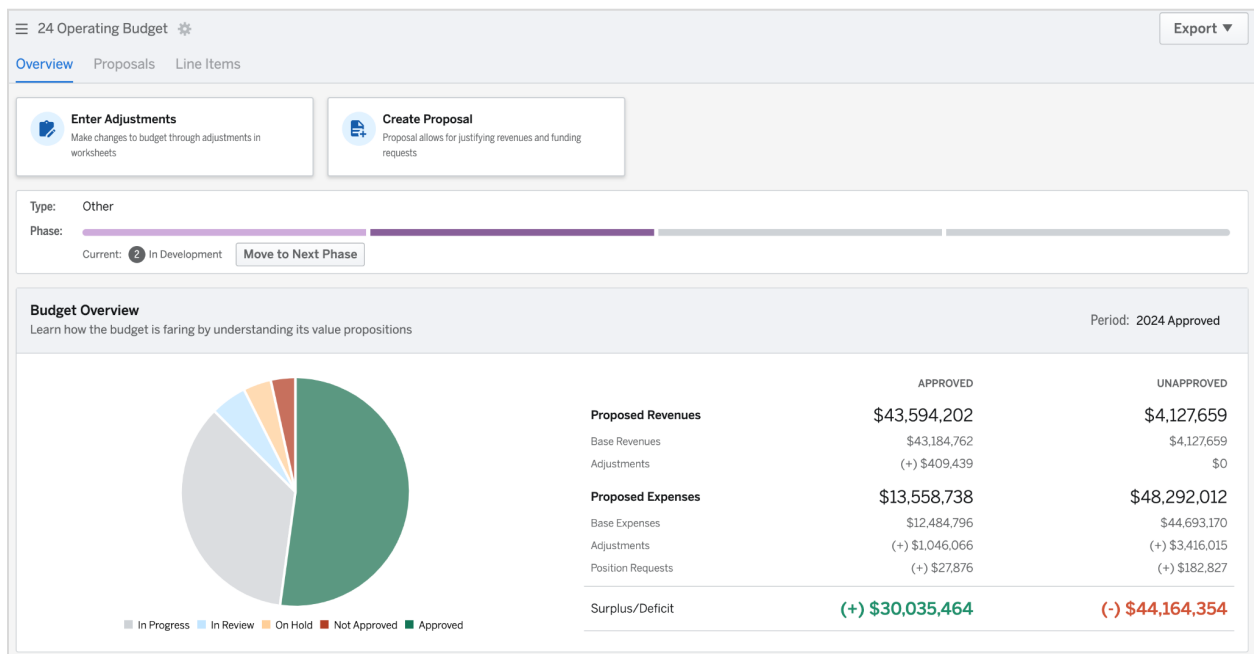 24 Operating Budget
Export ▼
Overview Proposals Line Items
Enter Adjustments
Make changes to budget through adjustments in
worksheets
Create Proposal
Proposal allows for justifying revenues and funding
requests
Type: Other
Phase:
Current: 2 In Development Move to Next Phase
Budget Overview
Learn how the budget is faring by understanding its value propositions
Period: 2024 Approved
In Progress In Review On Hold Not Approved Approved
APPROVED UNAPPROVED
Proposed Revenues $43,594,202 $4,127,659
Base Revenues $43,184,762 $4,127,659
Adjustments (+) $409,439 $0
Proposed Expenses $13,558,738 $48,292,012
Base Expenses $12,484,796 $44,693,170
Adjustments (+) $1,046,066 (+) $3,416,015
Position Requests (+) $27,876 (+) $182,827
Surplus/Deficit (+) $30,035,464 (-) $44,164,354